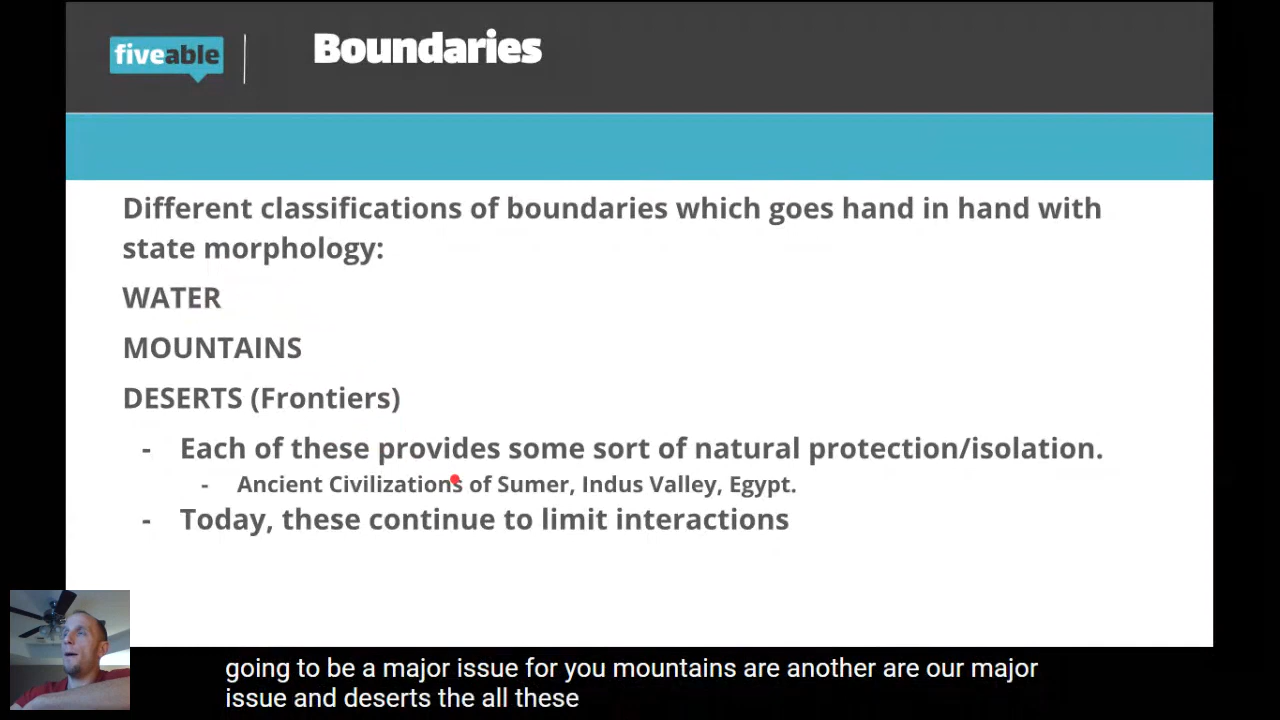 fiveable
Boundaries
Different classifications of boundaries which goes hand in hand with
state morphology:
WATER
MOUNTAINS
DESERTS (Frontiers)
- Each of these provides some sort of natural protection/isolation.
- Ancient Civilizations of Sumer, Indus Valley, Egypt.
- Today, these continue to limit interactions
going to be a major issue for you mountains are another are our major
issue and deserts the all these